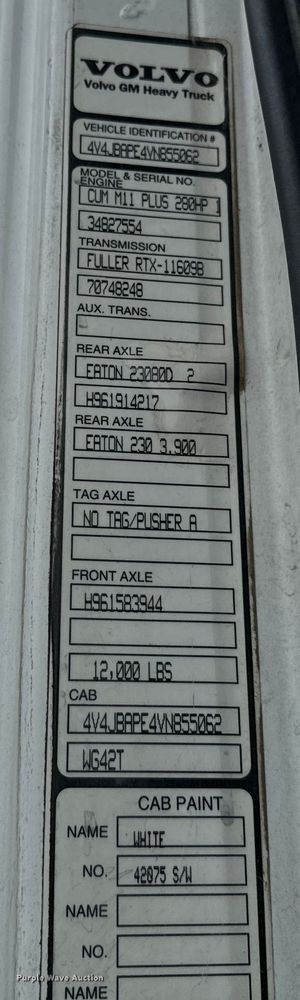 VOLVO
Volvo GM Heavy Truck
VEHICLE IDENTIFICATION #
4V4JBAPE4VN855062
MODEL & SERIAL NO.
ENGINE
CUM M11 PLUS 280HP 1
34827554
TRANSMISSION
FULLER RTX-11609B
70748248
AUX. TRANS.
REAR AXLE
EATON 23080D 2
H961914217
REAR AXLE
EATON 230 3.900
TAG AXLE
NO TAG/PUSHER A
FRONT AXLE
H961583944
12,000 LBS
CAB
4V4JBAPE4VN855062
WG42T
CAB PAINT
NAME WHITE
NO. 42075 S/W
NAME
NO.
NAME
Purple Wave Auction